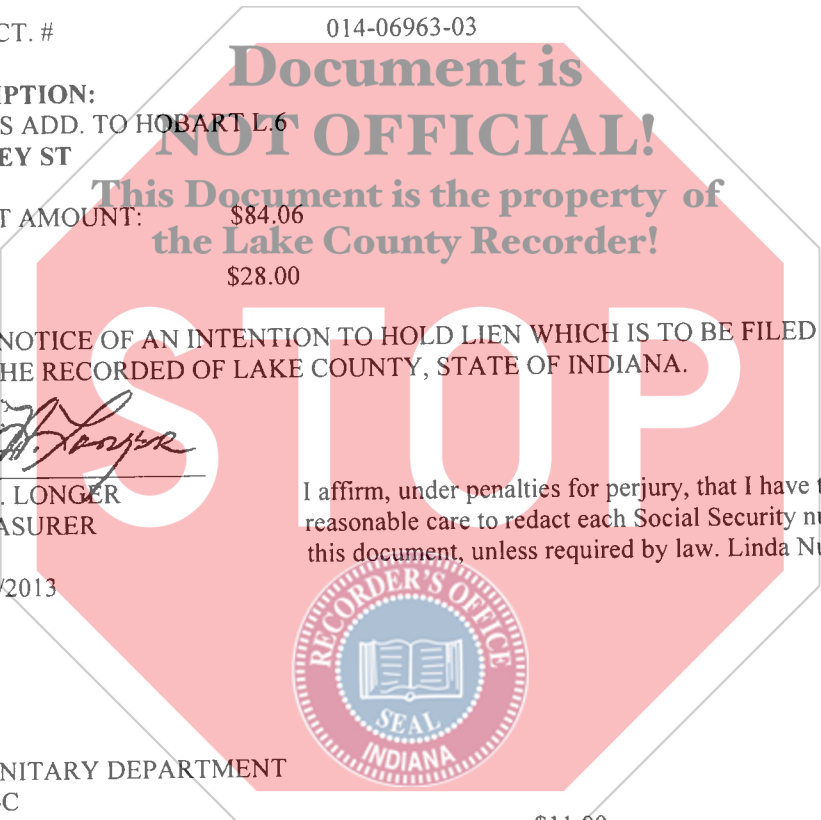 CT. # 014-06963-03
Document is
IPTION:
S ADD. TO HOBART L.6
NOT OFFICIAL!
EY ST
This Document is the property of
T AMOUNT: $84.06
the Lake County Recorder!
$28.00
STOP
NOTICE OF AN INTENTION TO HOLD LIEN WHICH IS TO BE FILED
HE RECORDED OF LAKE COUNTY, STATE OF INDIANA.
. LONGER
ASURER
I affirm, under penalties for perjury, that I have t
reasonable care to redact each Social Security nu
this document, unless required by law. Linda Nu
/2013
RECORDER'S OFFICE
SEAL
INDIANA
NITARY DEPARTMENT
C
$11.00